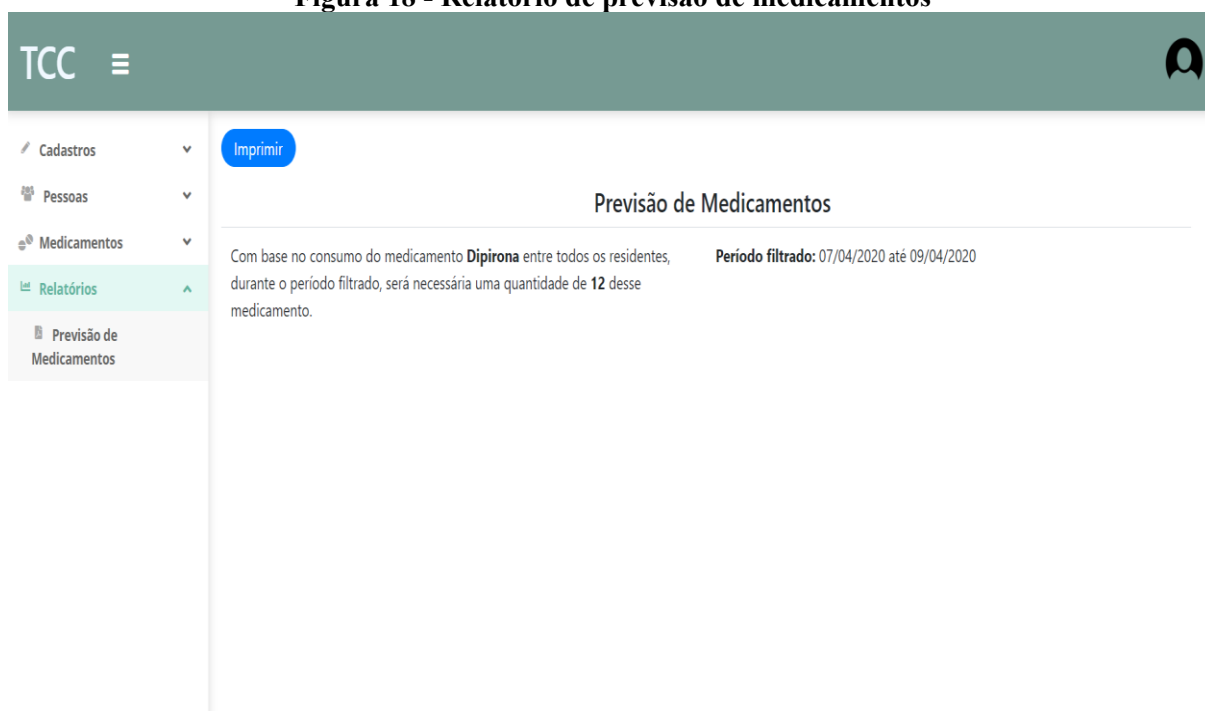 Figura 18 - Relatório de previsão de medicamentos
TCC
Cadastros
Pessoas
Medicamentos
Relatórios
Previsão de
Medicamentos
Imprimir
Previsão de Medicamentos
Com base no consumo do medicamento Dipirona entre todos os residentes,
durante o período filtrado, será necessária uma quantidade de 12 desse
medicamento.
Período filtrado: 07/04/2020 até 09/04/2020